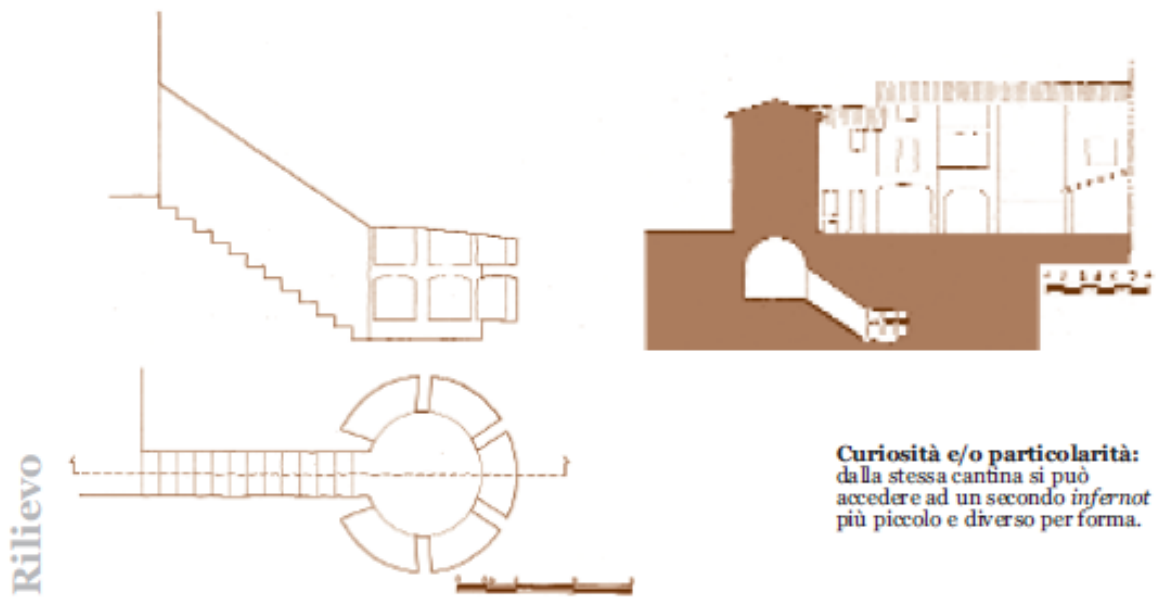 Rilievo
Curiosità e/o particolarità:
dalla stessa cantina si può
accedere ad un secondo infernot
più piccolo e diverso per forma.